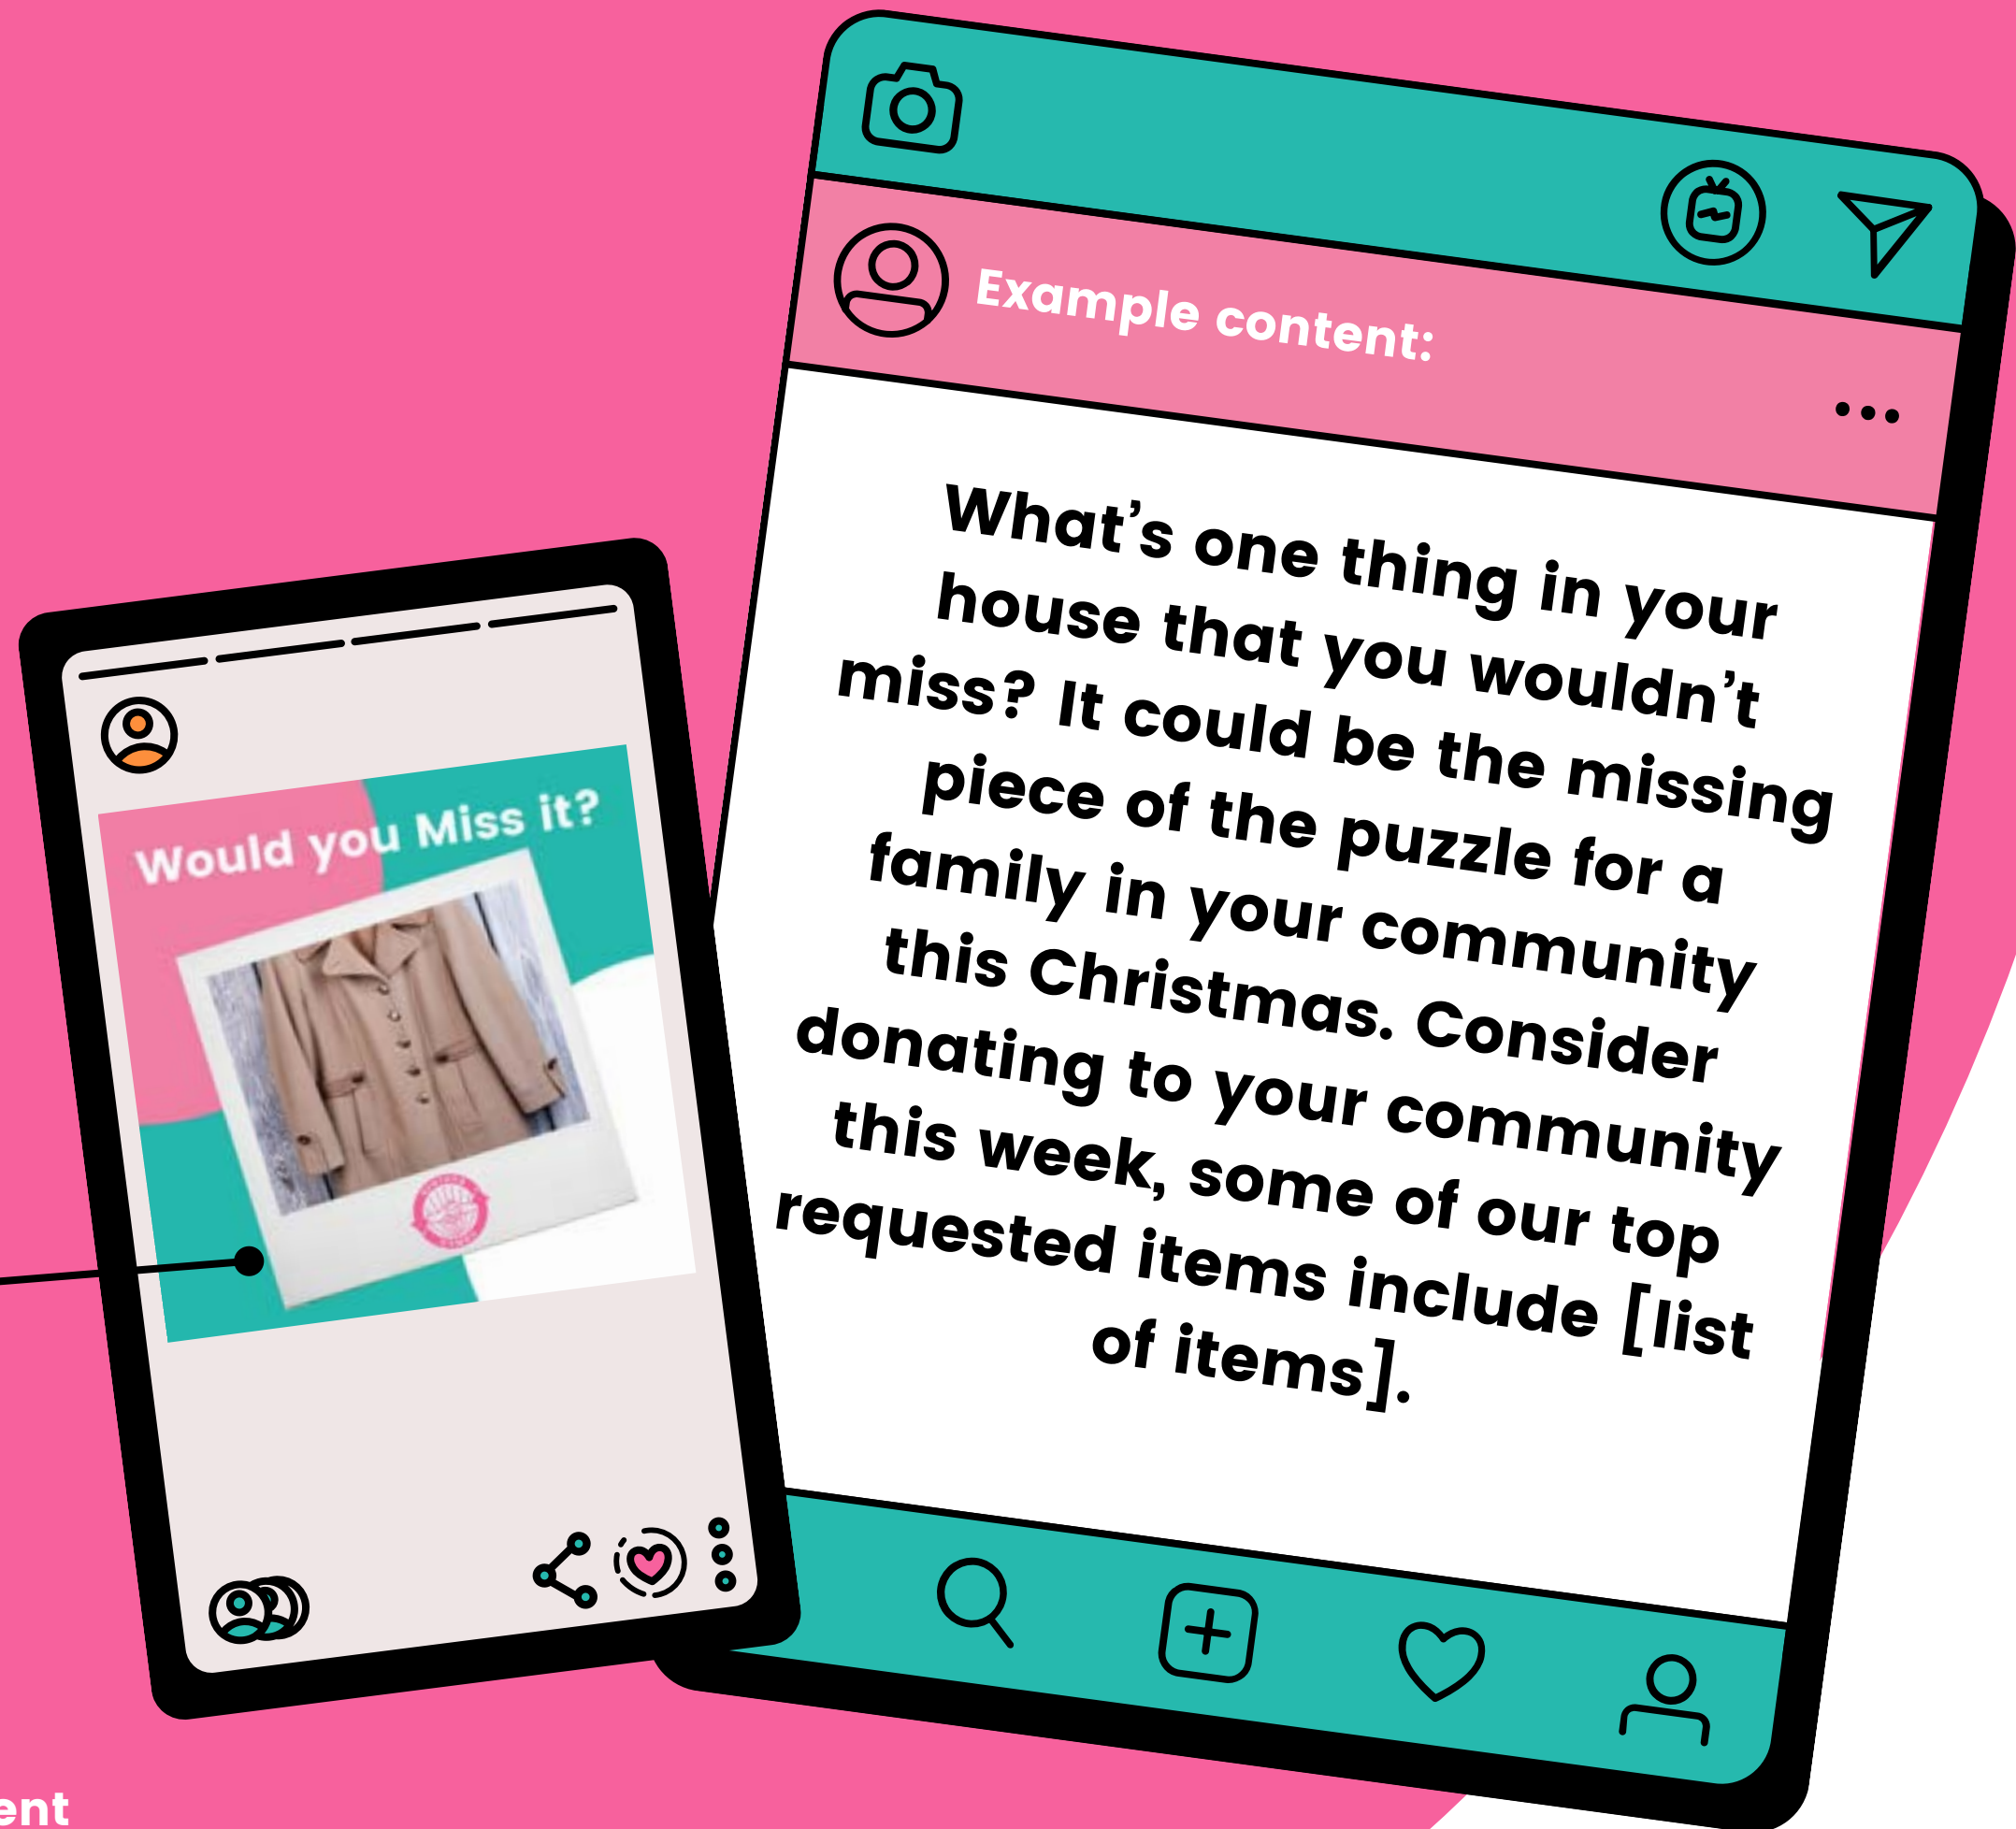 Example content:
What's one thing in your
house that you wouldn't
miss? It could be the missing
piece of the puzzle for a
family in your community
this Christmas. Consider
donating to your community
this week, some of our top
requested items include [list
of items].
Would you Miss it?
ent